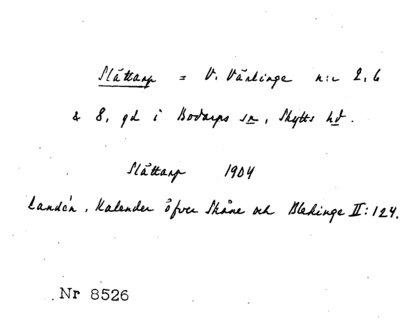 Slättarp = V. Värlinge n:r 2, 6
& 8, gd i Bodarps sn, Skytts hd.
Slättarp 1904
Landén, Kalender öfver Skåne och Blekinge II: 124.
Nr 8526